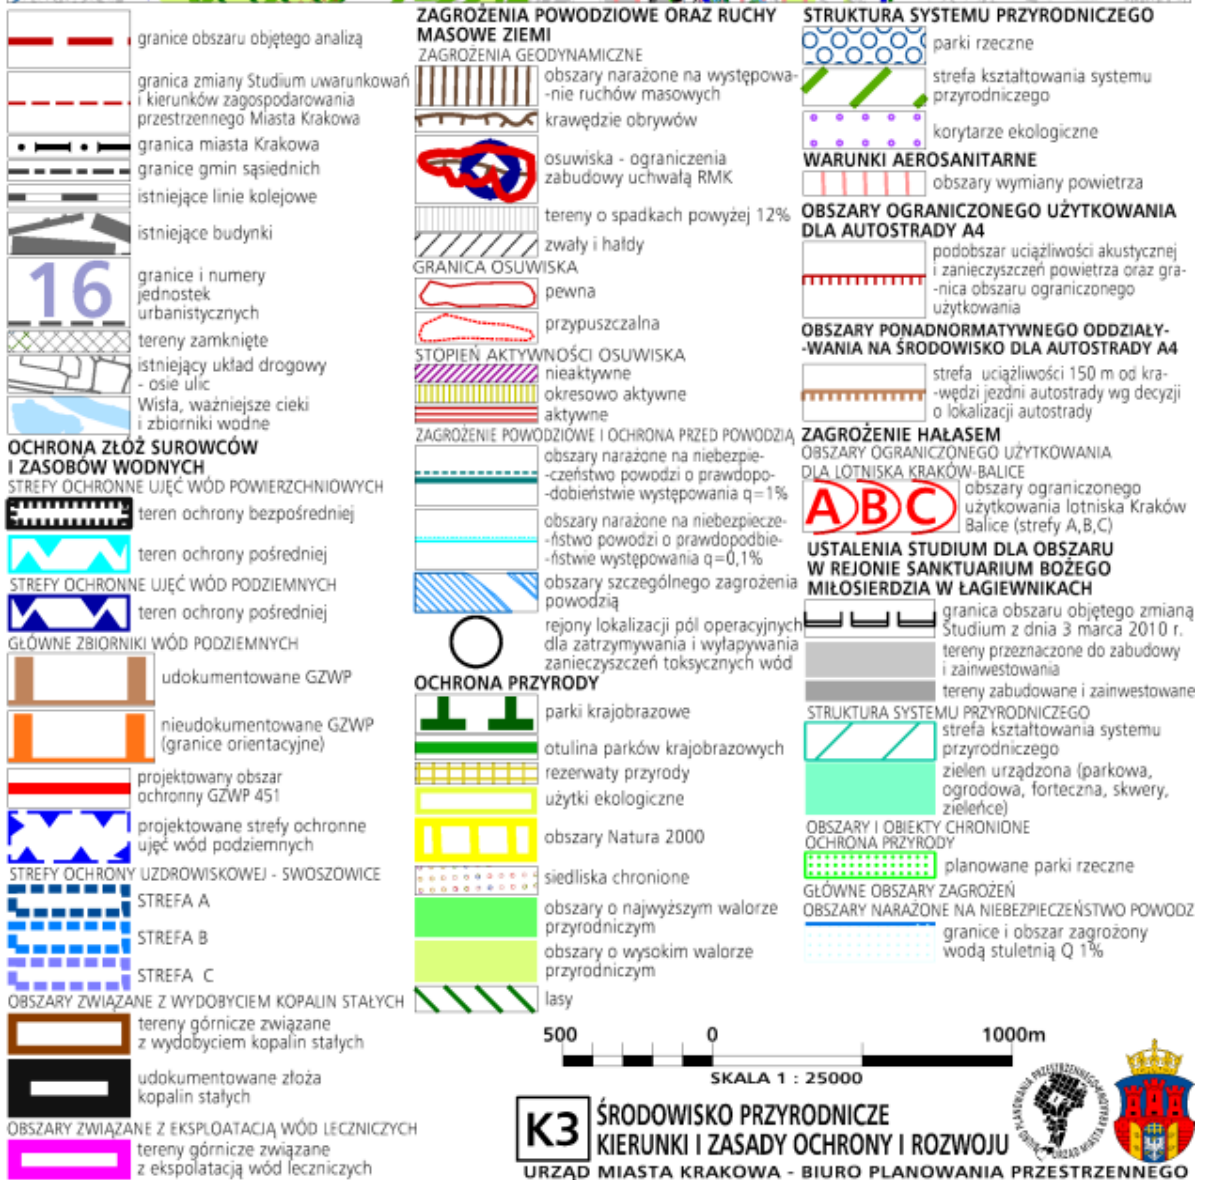 granice obszaru objętego analizą
granica zmiany Studium uwarunkowań
i kierunków zagospodarowania
przestrzennego Miasta Krakowa
granica miasta Krakowa
granice gmin sąsiednich
istniejące linie kolejowe
istniejące budynki
16
granice i numery
jednostek
urbanistycznych
tereny zamknięte
istniejący układ drogowy
- osie ulic
Wisła, ważniejsze cieki
i zbiorniki wodne
OCHRONA ZŁÓŻ SUROWCÓW
I ZASOBÓW WODNYCH
STREFY OCHRONNE UJĘĆ WÓD POWIERZCHNIOWYCH
teren ochrony bezpośredniej
teren ochrony pośredniej
STREFY OCHRONNE UJĘĆ WÓD PODZIEMNYCH
teren ochrony pośredniej
GŁÓWNE ZBIORNIKI WÓD PODZIEMNYCH
udokumentowane GZWP
nieudokumentowane GZWP
(granice orientacyjne)
projektowany obszar
ochronny GZWP 451
projektowane strefy ochronne
ujęć wód podziemnych
STREFY OCHRONY UZDROWISKOWEJ - SWOSZOWICE
STREFA A
STREFA B
STREFA C
OBSZARY ZWIĄZANE Z WYDOBYCIEM KOPALIN STAŁYCH
tereny górnicze związane
z wydobyciem kopalin stałych
udokumentowane złoża
kopalin stałych
OBSZARY ZWIĄZANE Z EKSPLOATACJĄ WÓD LECZNICZYCH
tereny górnicze związane
z ekspolatacją wód leczniczych
ZAGROŻENIA POWODZIOWE ORAZ RUCHY
MASOWE ZIEMI
ZAGROŻENIA GEODYNAMICZNE
obszary narażone na występowa-
-nie ruchów masowych
krawędzie obrywów
osuwiska - ograniczenia
zabudowy uchwałą RMK
tereny o spadkach powyżej 12%
zwały i hałdy
GRANICA OSUWISKA
pewna
przypuszczalna
STOPIEŃ AKTYWNOŚCI OSUWISKA
nieaktywne
okresowo aktywne
aktywne
ZAGROŻENIE POWODZIOWE I OCHRONA PRZED POWODZIĄ
obszary narażone na niebezpie-
-czeństwo powodzi o prawdopo-
-dobieństwie występowania q=1%
obszary narażone na niebezpiecze-
-ństwo powodzi o prawdopodbie-
-ństwie występowania q=0,1%
obszary szczególnego zagrożenia
powodzią
rejony lokalizacji pól operacyjnych
dla zatrzymywania i wyłapywania
zanieczyszczeń toksycznych wód
OCHRONA PRZYRODY
parki krajobrazowe
otulina parków krajobrazowych
rezerwaty przyrody
użytki ekologiczne
obszary Natura 2000
siedliska chronione
obszary o najwyższym walorze
przyrodniczym
obszary o wysokim walorze
przyrodniczym
lasy
STRUKTURA SYSTEMU PRZYRODNICZEGO
parki rzeczne
strefa kształtowania systemu
przyrodniczego
korytarze ekologiczne
WARUNKI AEROSANITARNE
obszary wymiany powietrza
OBSZARY OGRANICZONEGO UŻYTKOWANIA
DLA AUTOSTRADY A4
podobszar uciążliwości akustycznej
i zanieczyszczeń powietrza oraz gra-
-nica obszaru ograniczonego
użytkowania
OBSZARY PONADNORMATYWNEGO ODDZIAŁY-
-WANIA NA ŚRODOWISKO DLA AUTOSTRADY A4
strefa uciążliwości 150 m od kra-
-wędzi jezdni autostrady wg decyzji
o lokalizacji autostrady
ZAGROŻENIE HAŁASEM
OBSZARY OGRANICZONEGO UŻYTKOWANIA
DLA LOTNISKA KRAKÓW-BALICE
A B C
obszary ograniczonego
użytkowania lotniska Kraków
Balice (strefy A,B,C)
USTALENIA STUDIUM DLA OBSZARU
W REJONIE SANKTUARIUM BOŻEGO
MIŁOSIERDZIA W ŁAGIEWNIKACH
granica obszaru objętego zmianą
Studium z dnia 3 marca 2010 r.
tereny przeznaczone do zabudowy
i zainwestowania
tereny zabudowane i zainwestowane
STRUKTURA SYSTEMU PRZYRODNICZEGO
strefa kształtowania systemu
przyrodniczego
zielen urządzona (parkowa,
ogrodowa, forteczna, skwery,
zieleńce)
OBSZARY I OBIEKTY CHRONIONE
OCHRONA PRZYRODY
planowane parki rzeczne
GŁÓWNE OBSZARY ZAGROŻEŃ
OBSZARY NARAŻONE NA NIEBEZPIECZEŃSTWO POWODZ
granice i obszar zagrożony
wodą stuletnią Q 1%
500 0 1000m
SKALA 1 : 25000
K3
ŚRODOWISKO PRZYRODNICZE
KIERUNKI I ZASADY OCHRONY I ROZWOJU
URZĄD MIASTA KRAKOWA - BIURO PLANOWANIA PRZESTRZENNEGO